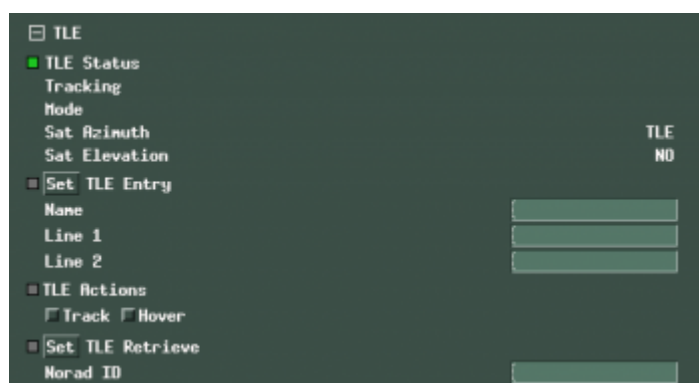 TLE
TLE Status
Tracking
Mode
Sat Azimuth TLE
Sat Elevation NO
Set TLE Entry
Name
Line 1
Line 2
TLE Actions
Track Hover
Set TLE Retrieve
Norad ID